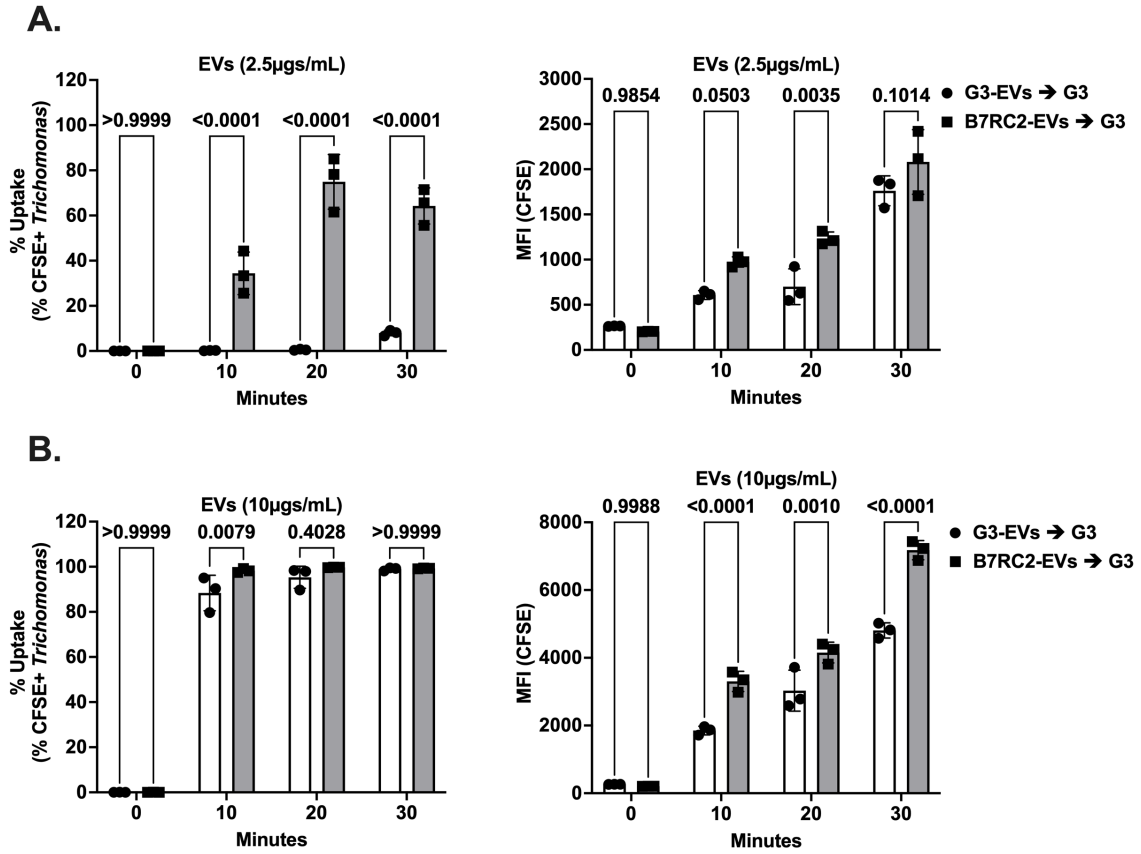 A.
EVs (2.5µgs/mL)
>0.9999 <0.0001 <0.0001 <0.0001
120
100
80
60
40
20
0
% Uptake
(% CFSE+ Trichomonas)
0 10 20 30
Minutes
EVs (2.5µgs/mL)
0.9854 0.0503 0.0035 0.1014
3000
2500
2000
1500
1000
500
0
MFI (CFSE)
0 10 20 30
Minutes
G3-EVs ➔ G3
B7RC2-EVs ➔ G3
B.
EVs (10µgs/mL)
>0.9999 0.0079 0.4028 >0.9999
120
100
80
60
40
20
0
% Uptake
(% CFSE+ Trichomonas)
0 10 20 30
Minutes
EVs (10µgs/mL)
0.9988 <0.0001 0.0010 <0.0001
8000
6000
4000
2000
0
MFI (CFSE)
0 10 20 30
Minutes
G3-EVs ➔ G3
B7RC2-EVs ➔ G3